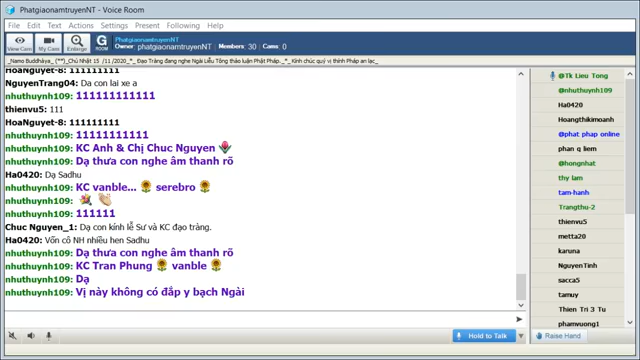 PhatgiaonamtruyenNT - Voice Room
File Edit Text Actions Settings Present Following Help
View Cam My Cam Enlarge G ROOM PhatgiaonamtruyenNT
Owner phatgiaonamtruyenNT Members 30 Cams 0
_Namo Buddhàya_ (**)_Chủ Nhật 15 /11 /2020_* Đạo Tràng đang nghe Ngài Liễu Tông thảo luận Phật Pháp._*_Kính chúc quý vị thính Pháp an lạc_
HoaNguyet-8: 1111111111
NguyenTrang04: Dạ con lai xe a
nhuthuynh109: 111111111111
thienvu5: 111
HoaNguyet-8: 111111111
nhuthuynh109: 11111111111
nhuthuynh109: KC Anh & Chị Chuc Nguyen
nhuthuynh109: Dạ thưa con nghe âm thanh rõ
Ha0420: Dạ Sadhu
nhuthuynh109: KC vanble... serebro
nhuthuynh109:
nhuthuynh109: 111111
Chuc Nguyen_1: Dạ con kính lễ Sư và KC đạo tràng.
Ha0420: Vốn cô NH nhiều hen Sadhu
nhuthuynh109: Dạ thưa con nghe âm thanh rõ
nhuthuynh109: KC Tran Phung vanble
nhuthuynh109: Dạ
nhuthuynh109: Vị này không có đắp y bạch Ngài
@Tk Lieu Tong
@nhuthuynh109
Ha0420
Hoangthikimoanh
@phat phap online
phan q liem
@hongnhat
thy lam
tam-hanh
Trangthu-2
thienvu5
metta20
karuna
NguyenTinh
sacca5
tamuy
Thien Tri 3 Tu
phamvuong1
Hold to Talk
Raise Hand